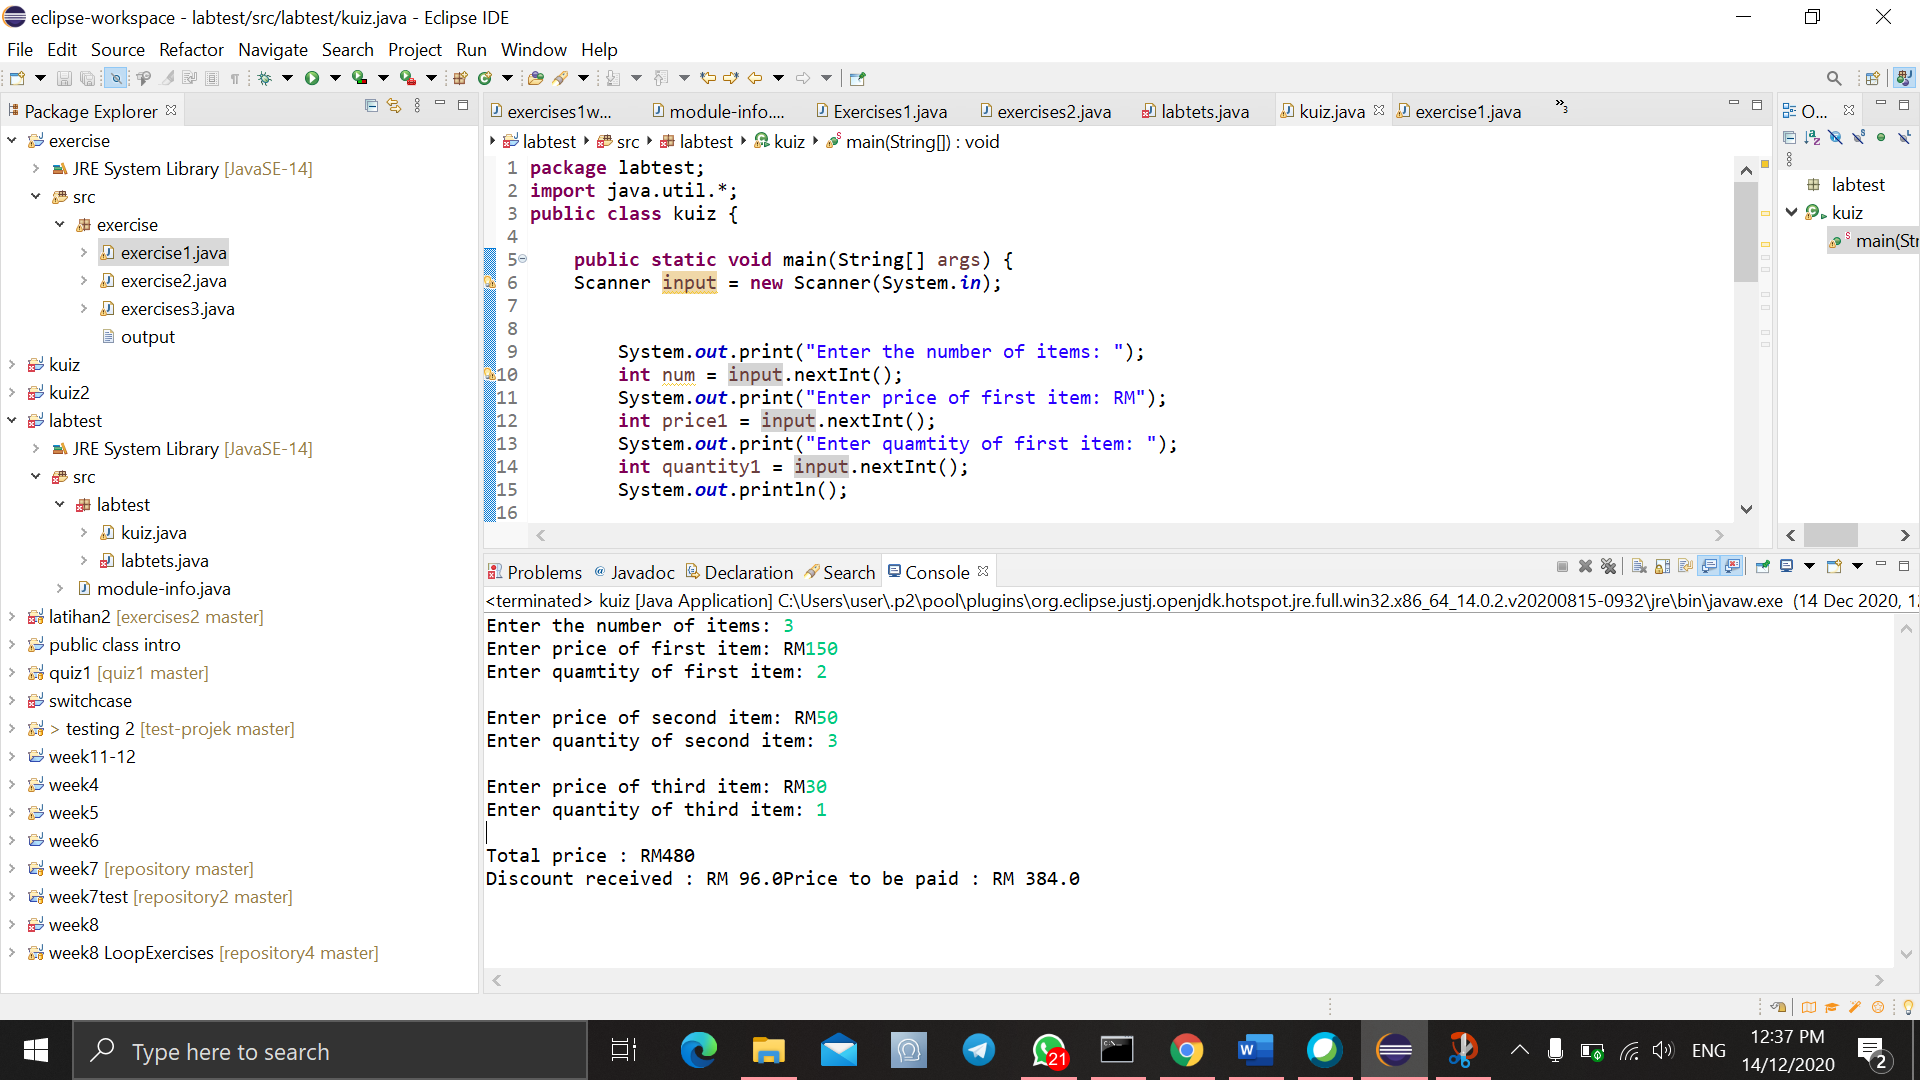 eclipse-workspace - labtest/src/labtest/kuiz.java - Eclipse IDE
File Edit Source Refactor Navigate Search Project Run Window Help
Package Explorer
exercise
JRE System Library [JavaSE-14]
src
exercise
exercise1.java
exercise2.java
exercises3.java
output
kuiz
kuiz2
labtest
JRE System Library [JavaSE-14]
src
labtest
kuiz.java
labtets.java
module-info.java
latihan2 [exercises2 master]
public class intro
quiz1 [quiz1 master]
switchcase
> testing 2 [test-projek master]
week11-12
week4
week5
week6
week7 [repository master]
week7test [repository2 master]
week8
week8 LoopExercises [repository4 master]
exercises1w... module-info.... Exercises1.java exercises2.java labtets.java kuiz.java exercise1.java »3
labtest src labtest kuiz main(String[]) : void
1 package labtest;
2 import java.util.*;
3 public class kuiz {
4
5 public static void main(String[] args) {
6 Scanner input = new Scanner(System.in);
7
8
9 System.out.print("Enter the number of items: ");
10 int num = input.nextInt();
11 System.out.print("Enter price of first item: RM");
12 int price1 = input.nextInt();
13 System.out.print("Enter quamtity of first item: ");
14 int quantity1 = input.nextInt();
15 System.out.println();
16
O...
labtest
kuiz
main(Str
Problems @ Javadoc Declaration Search Console
<terminated> kuiz [Java Application] C:\Users\user\.p2\pool\plugins\org.eclipse.justj.openjdk.hotspot.jre.full.win32.x86_64_14.0.2.v20200815-0932\jre\bin\javaw.exe (14 Dec 2020, 1
Enter the number of items: 3
Enter price of first item: RM150
Enter quamtity of first item: 2
Enter price of second item: RM50
Enter quantity of second item: 3
Enter price of third item: RM30
Enter quantity of third item: 1
Total price : RM480
Discount received : RM 96.0Price to be paid : RM 384.0
Type here to search
21
ENG
12:37 PM
14/12/2020
2